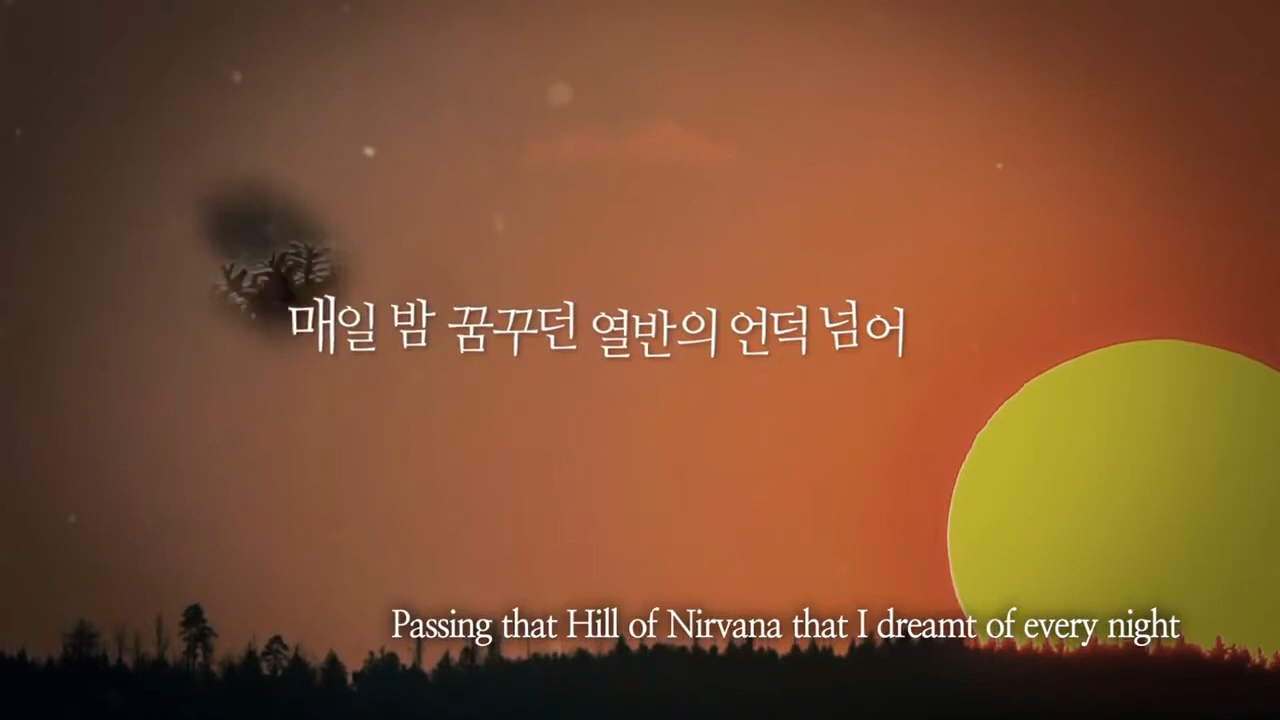 매일 밤 꿈꾸던 열반의 언덕 넘어
Passing that Hill of Nirvana that I dreamt of every night